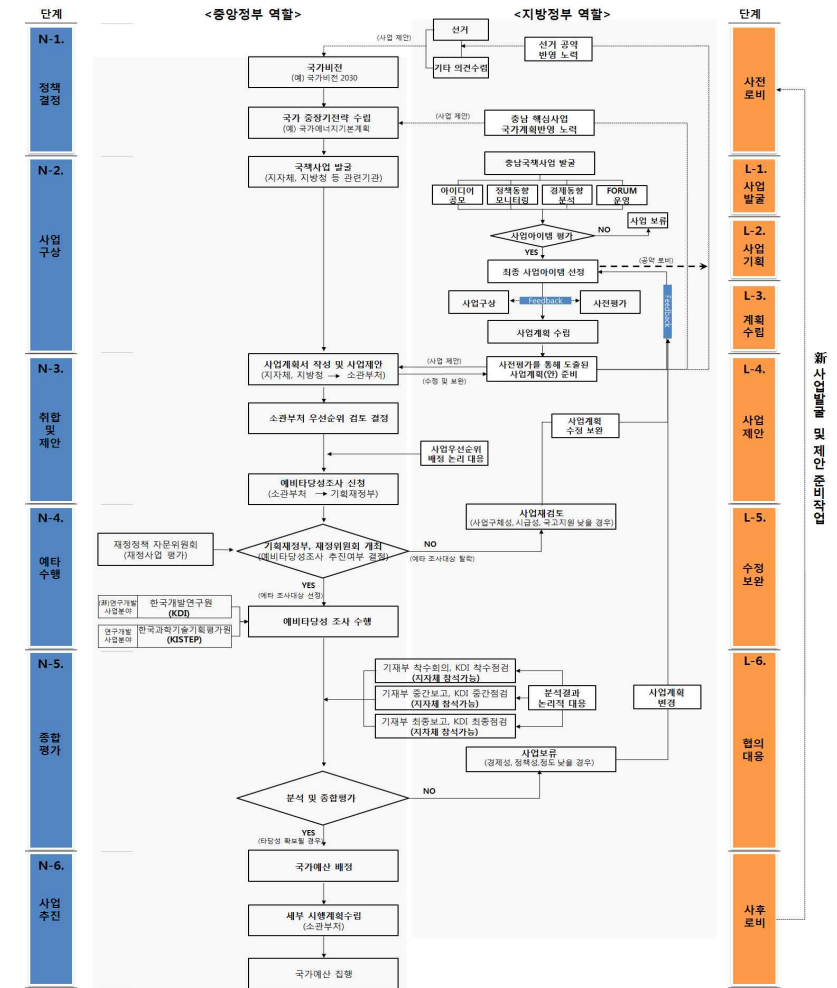 단계
<중앙정부 역할>
<지방정부 역할>
단계
N-1.
정책
결정
(사업 제안)
선거
기타 의견수렴
선거 공약
반영 노력
국가비전
(예) 국가비전 2030
사전
로비
국가 중장기전략 수립
(예) 국가에너지기본계획
(사업 제안)
충남 핵심사업
국가계획반영 노력
N-2.
사업
구상
국책사업 발굴
(지자체, 지방청 등 관련기관)
충남국책사업 발굴
L-1.
사업
발굴
아이디어
공모
정책동향
모니터링
경제동향
분석
FORUM
운영
사업 보류
사업아이템 평가
NO
YES
L-2.
사업
기획
최종 사업아이템 선정
(공약 로비)
사업구상
Feedback
사전평가
Feedback
L-3.
계획
수립
사업계획 수립
N-3.
취합
및
제안
사업계획서 작성 및 사업제안
(지자체, 지방청 → 소관부처)
(사업 제안)
(수정 및 보완)
사전평가를 통해 도출된
사업계획(안) 준비
L-4.
사업
제안
소관부처 우선순위 검토 결정
사업계획
수정 보완
사업우선순위
배정 논리 대응
예비타당성조사 신청
(소관부처 → 기획재정부)
新 사업발굴 및 제안 준비작업
N-4.
예타
수행
사업재검토
(사업구체성, 시급성, 국고지원 낮을 경우)
L-5.
수정
보완
재정정책 자문위원회
(재정사업 평가)
기획재정부, 재정위원회 개최
(예비타당성조사 추진여부 결정)
NO
(예타 조사대상 탈락)
YES
(예타 조사대상 선정)
(非)연구개발
사업분야
한국개발연구원
(KDI)
연구개발
사업분야
한국과학기술기획평가원
(KISTEP)
예비타당성 조사 수행
N-5.
종합
평가
L-6.
협의
대응
기재부 착수회의, KDI 착수점검
(지자체 참석가능)
기재부 중간보고, KDI 중간점검
(지자체 참석가능)
기재부 최종보고, KDI 최종점검
(지자체 참석가능)
분석결과
논리적 대응
사업계획
변경
사업보류
(경제성, 정책성,정도 낮을 경우)
분석 및 종합평가
NO
YES
(타당성 확보될 경우)
N-6.
사업
추진
국가예산 배정
세부 시행계획수립
(소관부처)
사후
로비
국가예산 집행